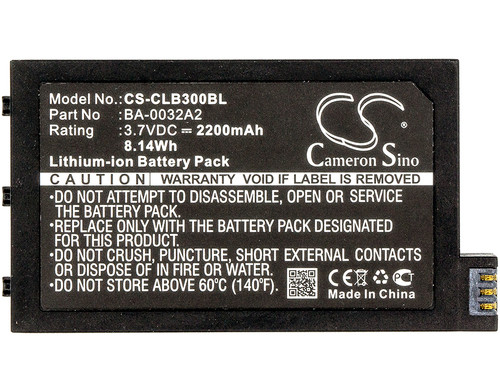 Model No.: CS-CLB300BL
Part No : BA-0032A2
Rating : 3.7VDC ⎓ 2200mAh
8.14Wh
Lithium-ion Battery Pack
CS
Cameron Sino
CAUTION WARRANTY VOID IF LABEL IS REMOVED
•DO NOT ATTEMPT TO DISASSEMBLE, OPEN OR SERVICE
THE BATTERY PACK.
•REPLACE ONLY WITH THE BATTERY PACK DESIGNATED
FOR THIS PRODUCT.
•DO NOT CRUSH, PUNCTURE, SHORT EXTERNAL CONTACTS
OR DISPOSE OF IN FIRE OR WATER.
•DO NOT STORE ABOVE 60°C (140°F).
CE
Made In China